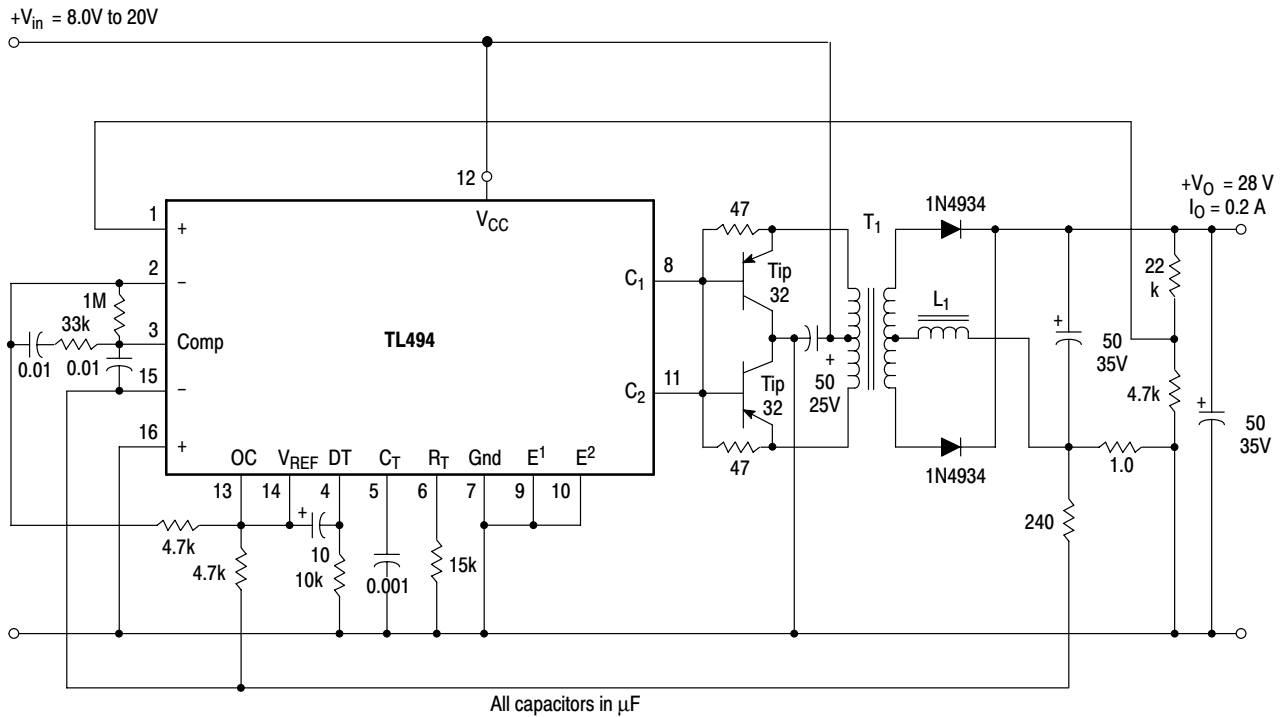 +Vin = 8.0V to 20V
12
VCC
1
+
2
−
1M
33k
3
Comp
0.01
0.01
15
−
16
+
TL494
C1
8
C2
11
OC
VREF
DT
CT
RT
Gnd
E1
E2
13
14
4
5
6
7
9
10
+
4.7k
4.7k
10
10k
0.001
15k
47
Tip
32
Tip
32
47
+
50
25V
T1
1N4934
1N4934
L1
+
50
35V
22
k
4.7k
1.0
240
+VO = 28 V
IO = 0.2 A
+
50
35V
All capacitors in μF